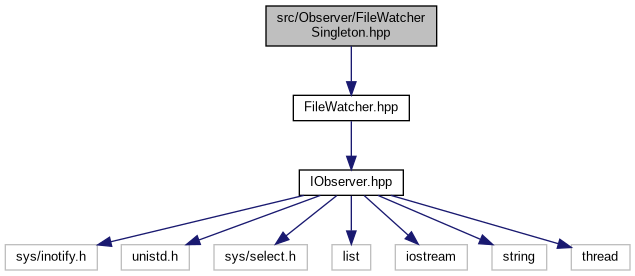 src/Observer/FileWatcher
Singleton.hpp
FileWatcher.hpp
IObserver.hpp
sys/inotify.h
unistd.h
sys/select.h
list
iostream
string
thread